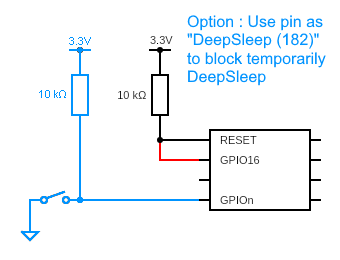 Option : Use pin as
"DeepSleep (182)"
to block temporarily
DeepSleep
3.3V
3.3V
10 kΩ
10 kΩ
RESET
GPIO16
GPIOn